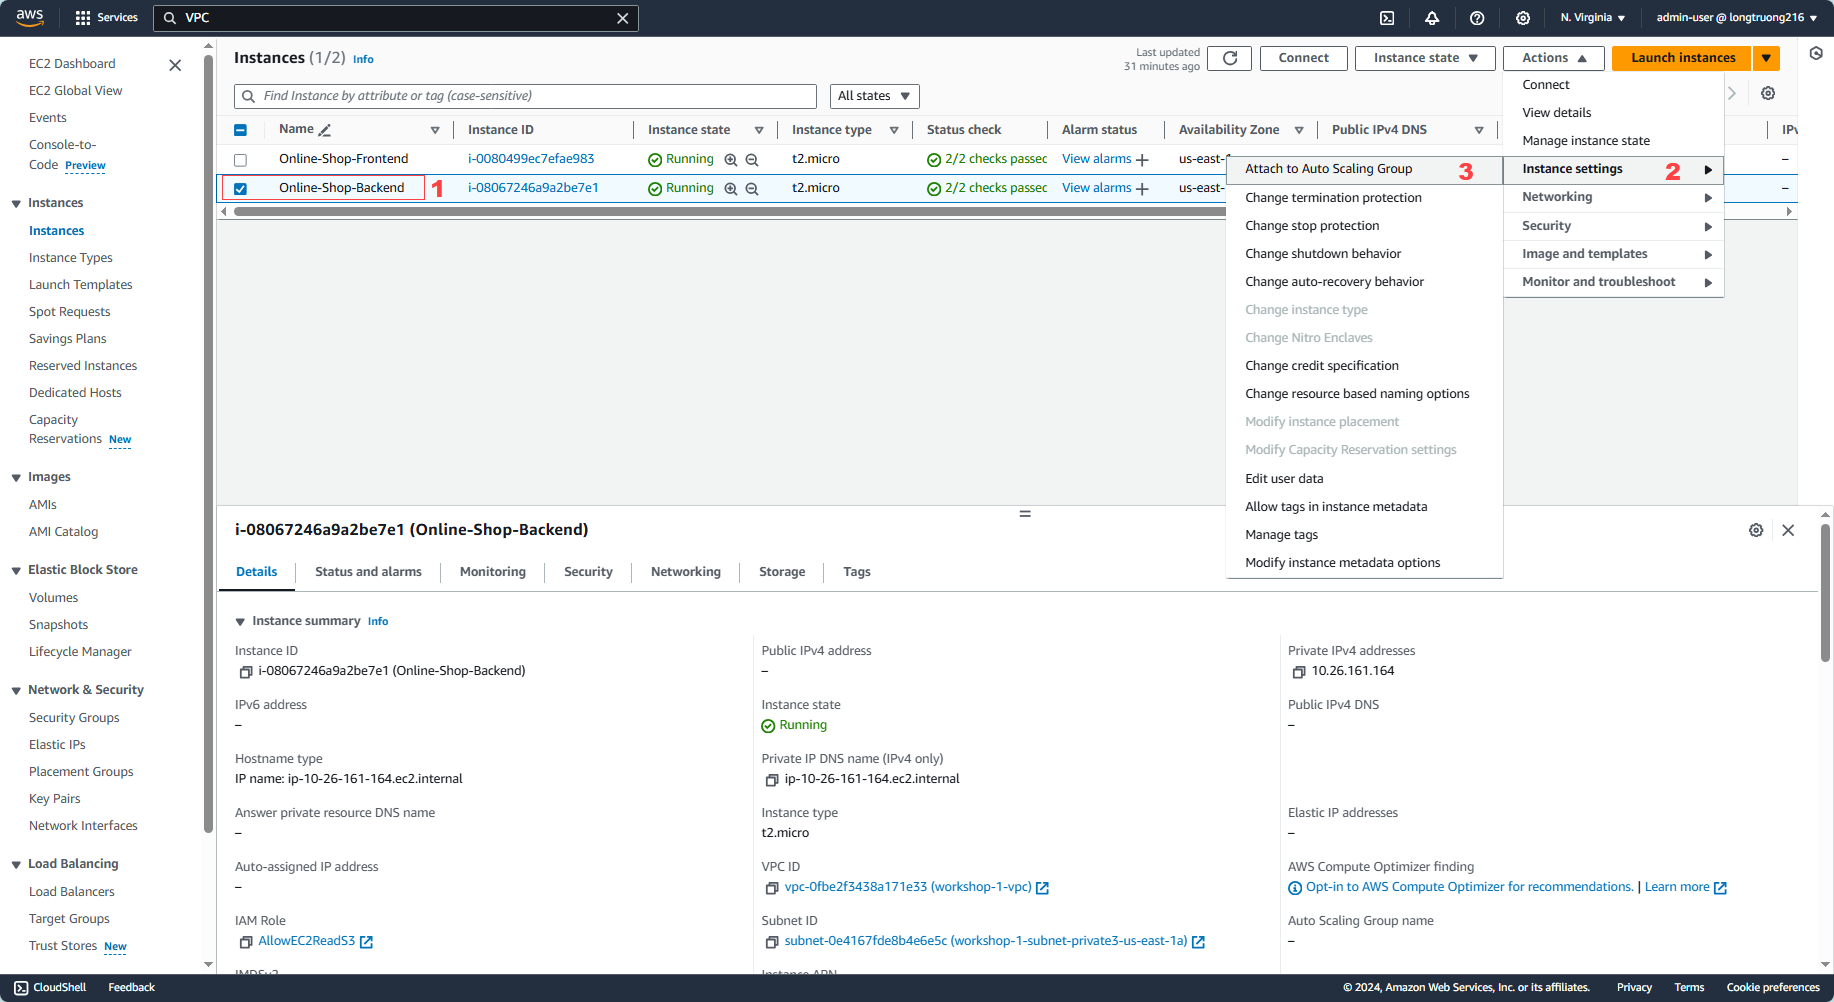 aws
Services
VPC
N. Virginia
admin-user @ longtruong216
EC2 Dashboard
EC2 Global View
Events
Console-to-
Code Preview
Instances
Instances
Instance Types
Launch Templates
Spot Requests
Savings Plans
Reserved Instances
Dedicated Hosts
Capacity
Reservations New
Images
AMIs
AMI Catalog
Elastic Block Store
Volumes
Snapshots
Lifecycle Manager
Network & Security
Security Groups
Elastic IPs
Placement Groups
Key Pairs
Network Interfaces
Load Balancing
Load Balancers
Target Groups
Trust Stores New
Instances (1/2) Info
Last updated
31 minutes ago
Connect
Instance state
Actions
Launch instances
Find Instance by attribute or tag (case-sensitive)
All states
Name Instance ID Instance state Instance type Status check Alarm status Availability Zone Public IPv4 DNS IPv
Online-Shop-Frontend i-0080499ec7efae983 Running t2.micro 2/2 checks passec View alarms + us-east-1 –
Online-Shop-Backend 1 i-08067246a9a2be7e1 Running t2.micro 2/2 checks passec View alarms + us-east- –
Connect
View details
Manage instance state
Instance settings 2
Networking
Security
Image and templates
Monitor and troubleshoot
Attach to Auto Scaling Group 3
Change termination protection
Change stop protection
Change shutdown behavior
Change auto-recovery behavior
Change instance type
Change Nitro Enclaves
Change credit specification
Change resource based naming options
Modify instance placement
Modify Capacity Reservation settings
Edit user data
Allow tags in instance metadata
Manage tags
Modify instance metadata options
i-08067246a9a2be7e1 (Online-Shop-Backend)
Details Status and alarms Monitoring Security Networking Storage Tags
Instance summary Info
Instance ID
i-08067246a9a2be7e1 (Online-Shop-Backend)
Public IPv4 address
–
Private IPv4 addresses
10.26.161.164
IPv6 address
–
Instance state
Running
Public IPv4 DNS
–
Hostname type
IP name: ip-10-26-161-164.ec2.internal
Private IP DNS name (IPv4 only)
ip-10-26-161-164.ec2.internal
Answer private resource DNS name
–
Instance type
t2.micro
Elastic IP addresses
–
Auto-assigned IP address
–
VPC ID
vpc-0fbe2f3438a171e33 (workshop-1-vpc)
AWS Compute Optimizer finding
Opt-in to AWS Compute Optimizer for recommendations. | Learn more
IAM Role
AllowEC2ReadS3
Subnet ID
subnet-0e4167fde8b4e6e5c (workshop-1-subnet-private3-us-east-1a)
Auto Scaling Group name
–
IMDSv2
Instance ARN
CloudShell Feedback
© 2024, Amazon Web Services, Inc. or its affiliates. Privacy Terms Cookie preferences